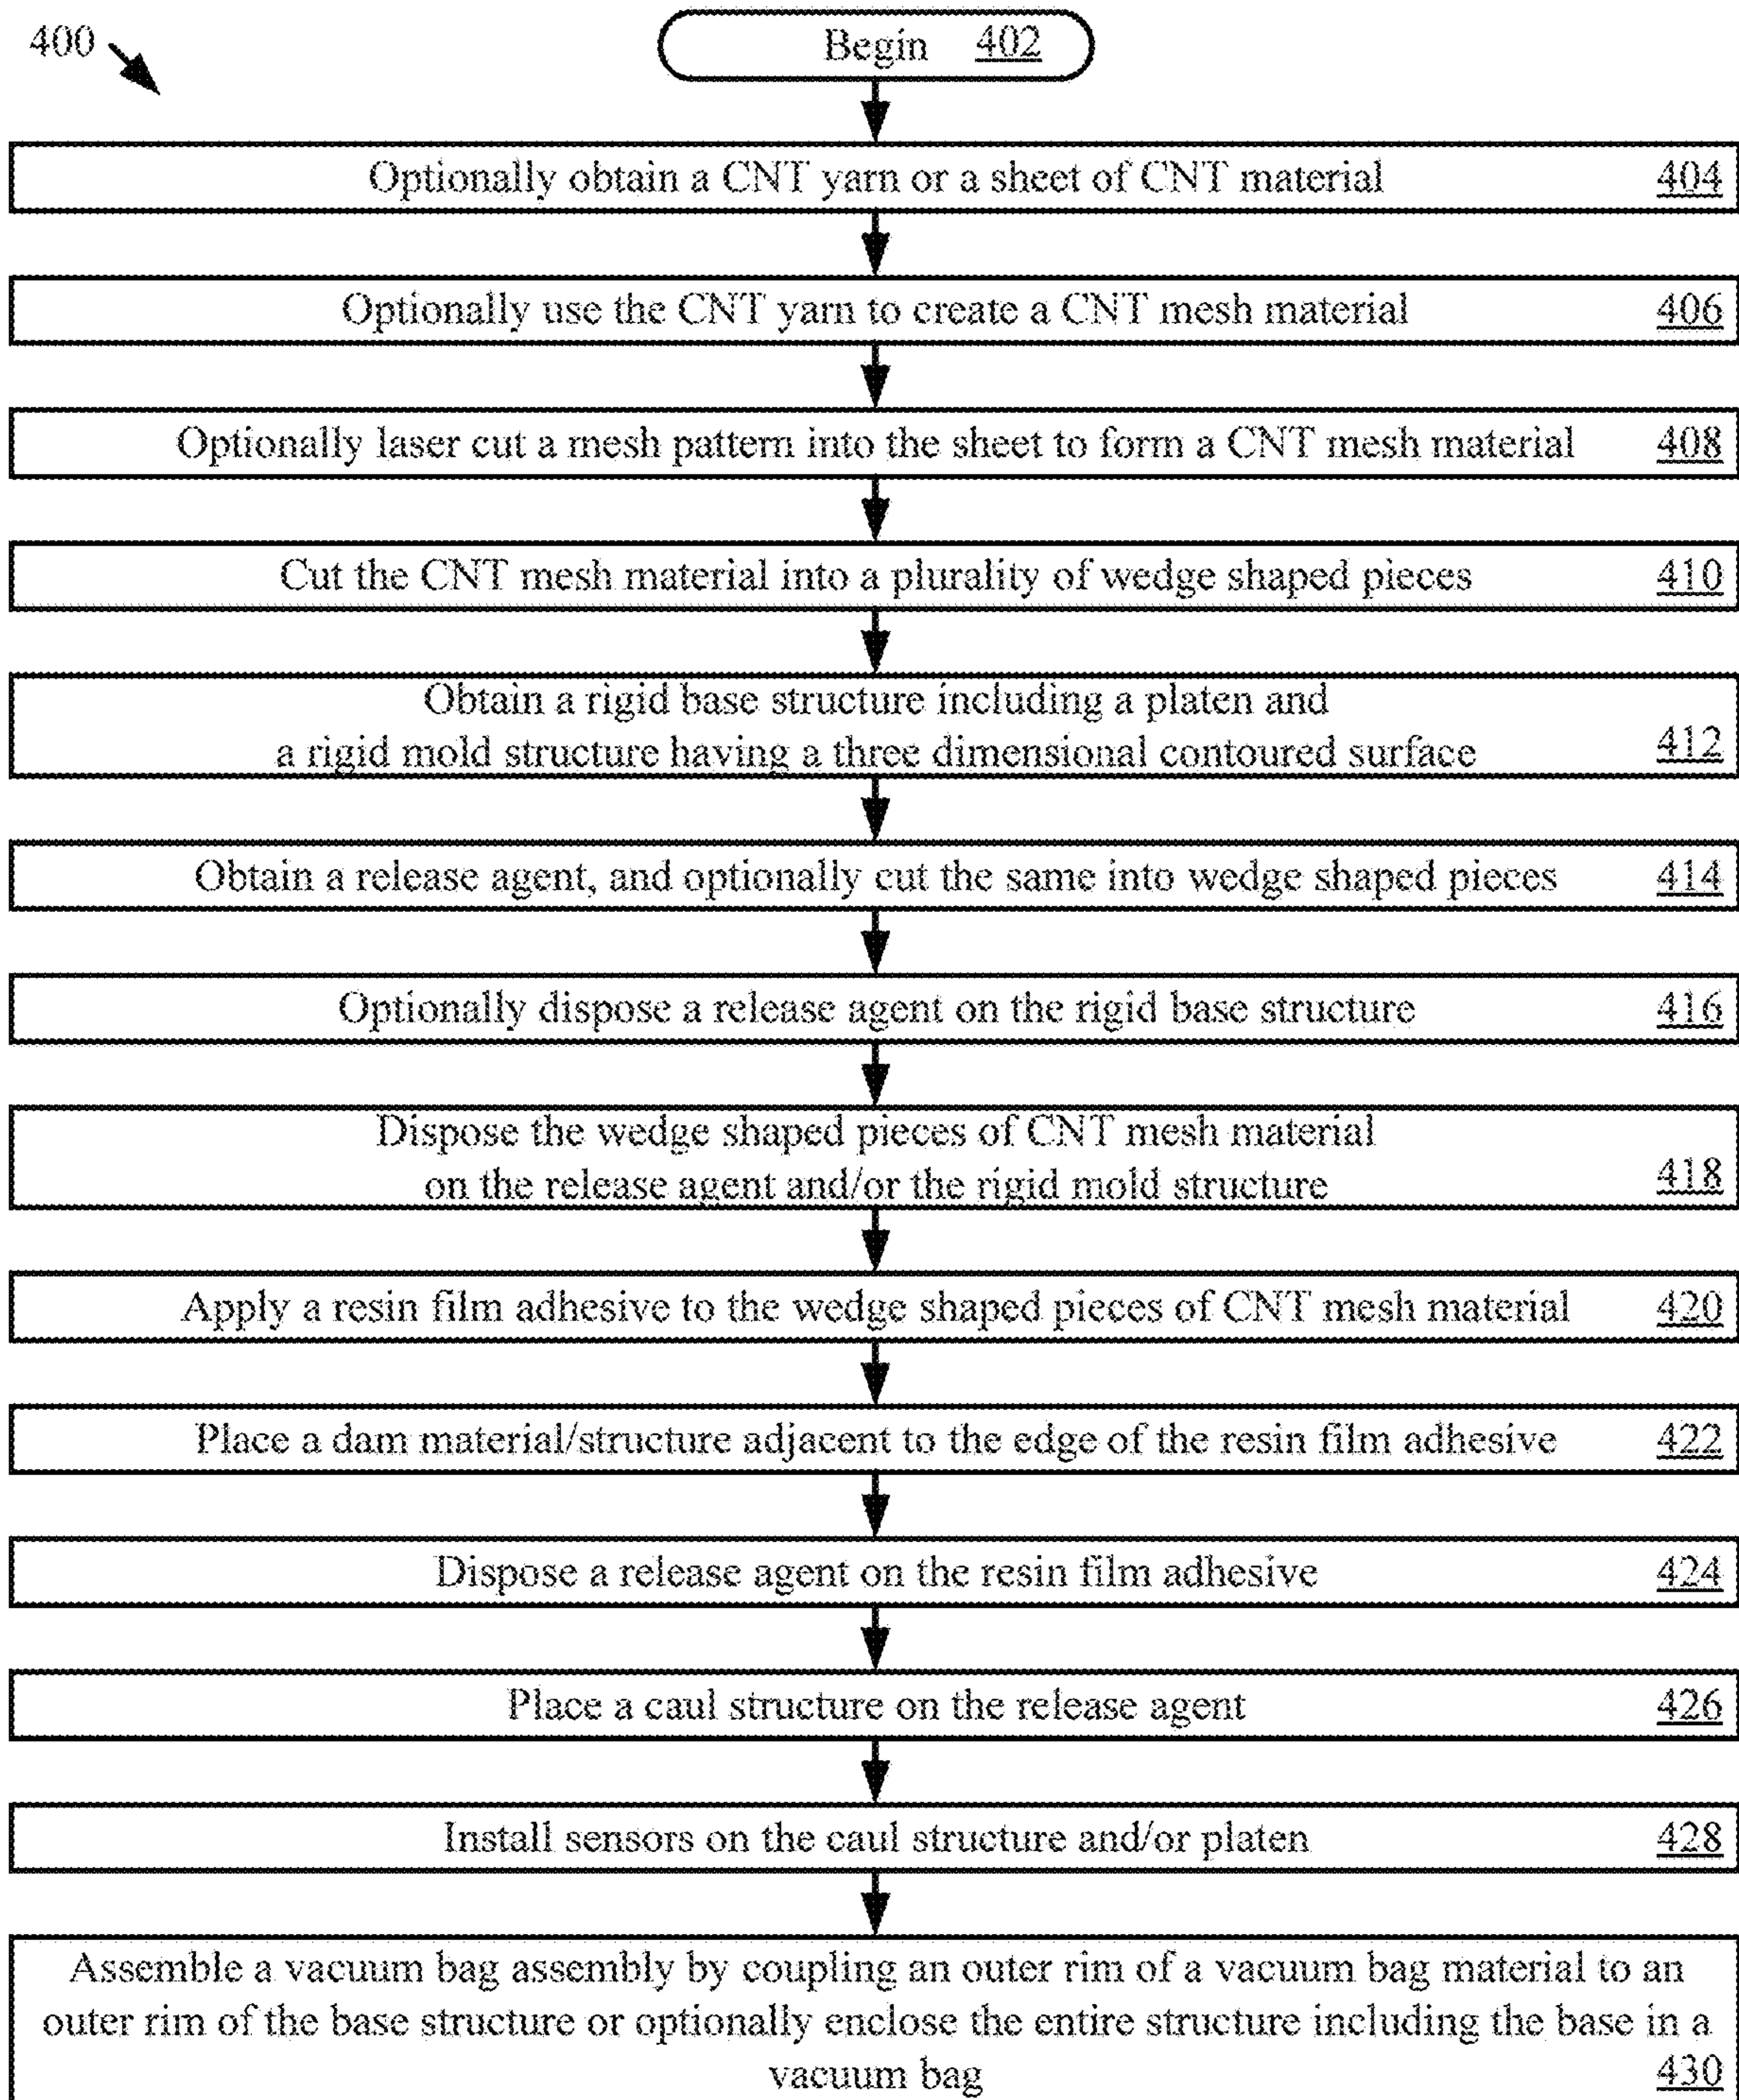 400
Begin 402
Optionally obtain a CNT yarn or a sheet of CNT material 404
Optionally use the CNT yarn to create a CNT mesh material 406
Optionally laser cut a mesh pattern into the sheet to form a CNT mesh material 408
Cut the CNT mesh material into a plurality of wedge shaped pieces 410
Obtain a rigid base structure including a platen and
a rigid mold structure having a three dimensional contoured surface 412
Obtain a release agent, and optionally cut the same into wedge shaped pieces 414
Optionally dispose a release agent on the rigid base structure 416
Dispose the wedge shaped pieces of CNT mesh material
on the release agent and/or the rigid mold structure 418
Apply a resin film adhesive to the wedge shaped pieces of CNT mesh material 420
Place a dam material/structure adjacent to the edge of the resin film adhesive 422
Dispose a release agent on the resin film adhesive 424
Place a caul structure on the release agent 426
Install sensors on the caul structure and/or platen 428
Assemble a vacuum bag assembly by coupling an outer rim of a vacuum bag material to an
outer rim of the base structure or optionally enclose the entire structure including the base in a
vacuum bag 430